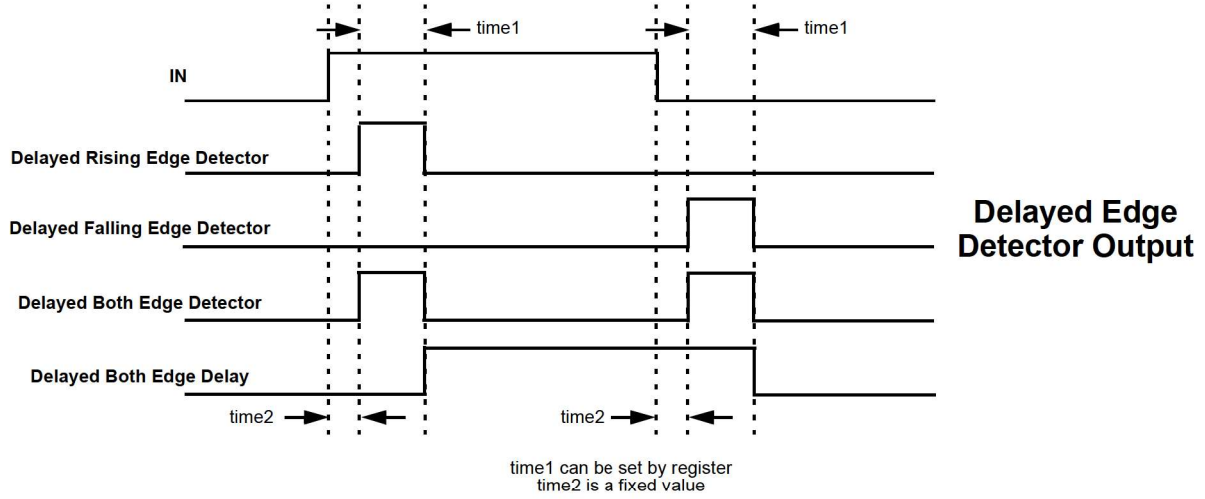 time1
time1
IN
Delayed Rising Edge Detector
Delayed Falling Edge Detector
Delayed Edge
Detector Output
Delayed Both Edge Detector
Delayed Both Edge Delay
time2
time2
time1 can be set by register
time2 is a fixed value